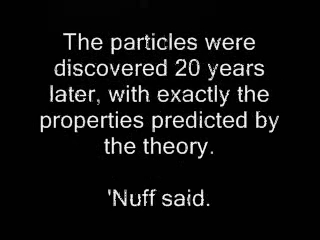 The particles were
discovered 20 years
later, with exactly the
properties predicted by
the theory.
'Nuff said.